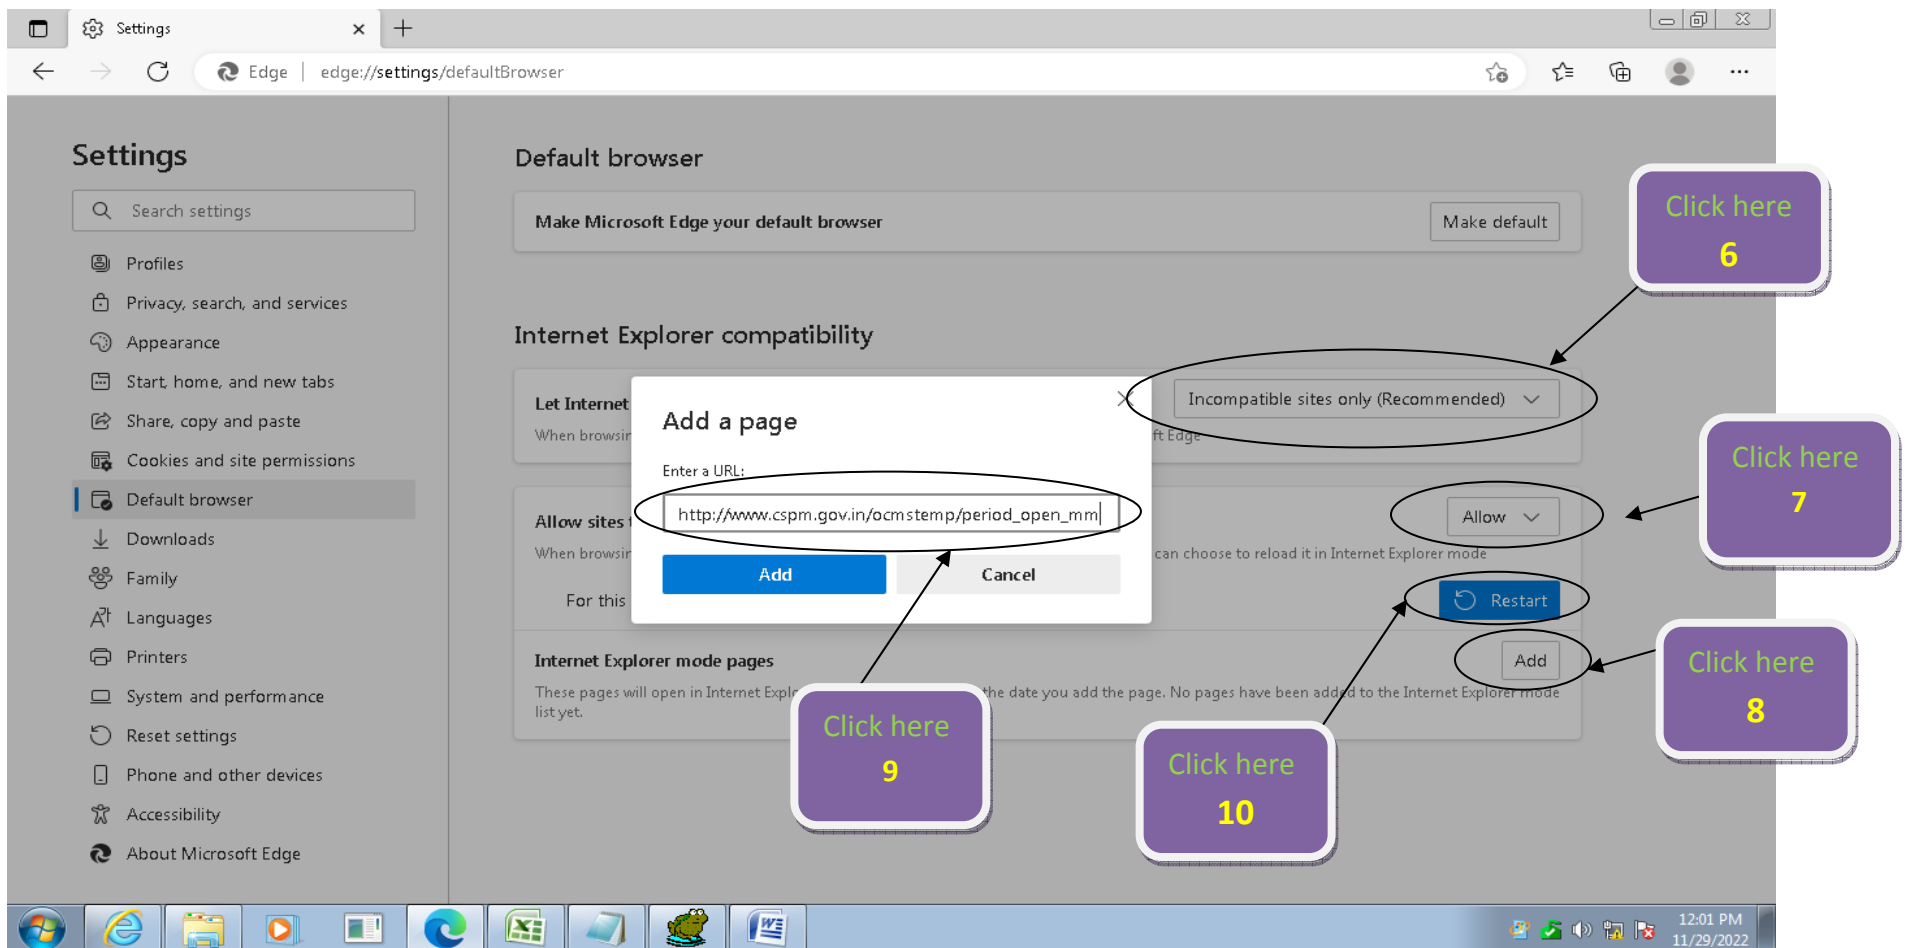 Settings
Edge | edge://settings/defaultBrowser
Settings
Search settings
Profiles
Privacy, search, and services
Appearance
Start, home, and new tabs
Share, copy and paste
Cookies and site permissions
Default browser
Downloads
Family
Languages
Printers
System and performance
Reset settings
Phone and other devices
Accessibility
About Microsoft Edge
Default browser
Make Microsoft Edge your default browser
Make default
Internet Explorer compatibility
Let Internet
Incompatible sites only (Recommended)
When browsin
ft Edge
Allow sites
Allow
When browsin
can choose to reload it in Internet Explorer mode
For this
Restart
Internet Explorer mode pages
Add
These pages will open in Internet Expl
the date you add the page. No pages have been added to the Internet Explorer mode
list yet.
Add a page
Enter a URL:
http://www.cspm.gov.in/ocmstemp/period_open_mm
Add
Cancel
Click here
6
Click here
7
Click here
8
Click here
9
Click here
10
12:01 PM
11/29/2022